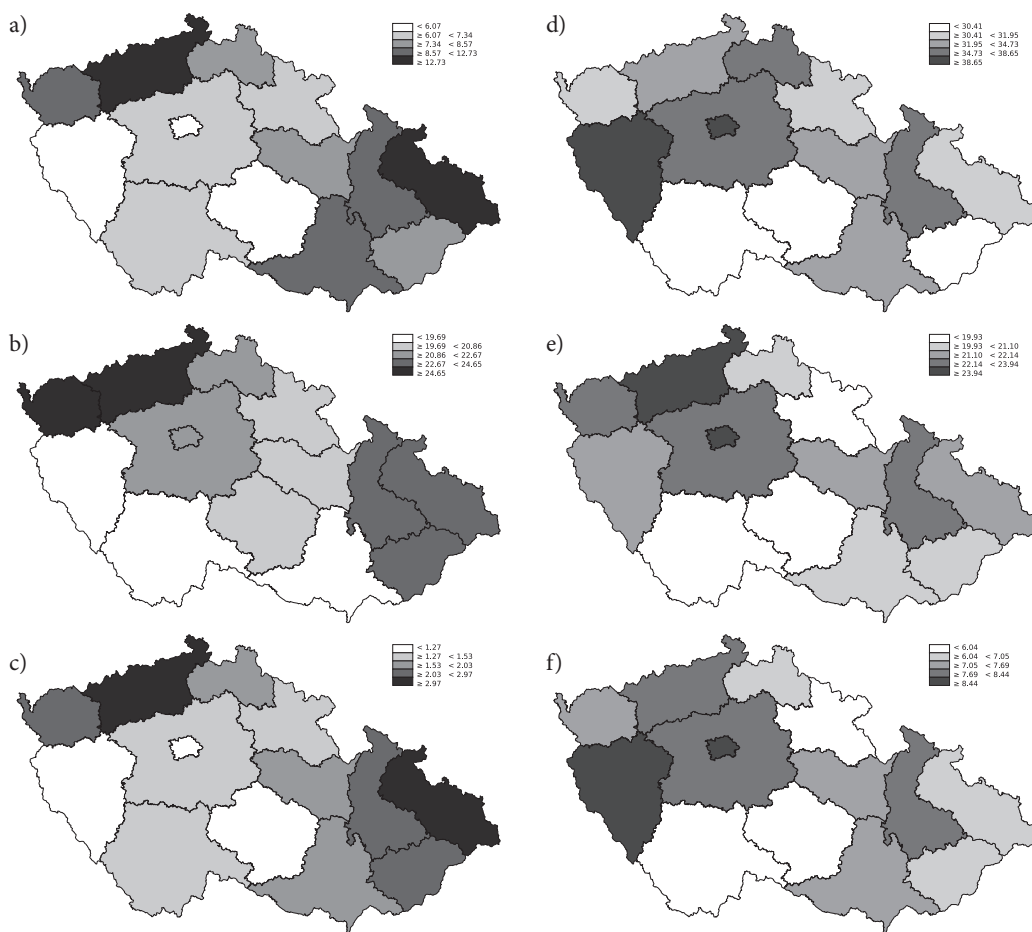 a)
< 6.07
≥ 6.07 < 7.34
≥ 7.34 < 8.57
≥ 8.57 < 12.73
≥ 12.73
d)
< 30.41
≥ 30.41 < 31.95
≥ 31.95 < 34.73
≥ 34.73 < 38.65
≥ 38.65
b)
< 19.69
≥ 19.69 < 20.86
≥ 20.86 < 22.67
≥ 22.67 < 24.65
≥ 24.65
e)
< 19.93
≥ 19.93 < 21.10
≥ 21.10 < 22.14
≥ 22.14 < 23.94
≥ 23.94
c)
< 1.27
≥ 1.27 < 1.53
≥ 1.53 < 2.03
≥ 2.03 < 2.97
≥ 2.97
f)
< 6.04
≥ 6.04 < 7.05
≥ 7.05 < 7.69
≥ 7.69 < 8.44
≥ 8.44